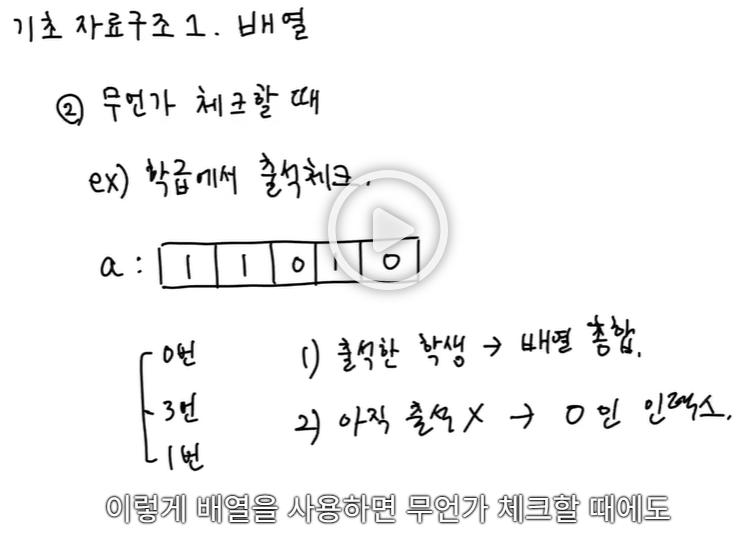 기초 자료구조 1. 배열
② 무언가 체크할 때
ex) 학급에서 출석체크.
a : 1 1 0 1 0
0번
3번
1번
1) 출석한 학생 → 배열 총합.
2) 아직 출석 X → 0인 인덱스.
이렇게 배열을 사용하면 무언가 체크할 때에도